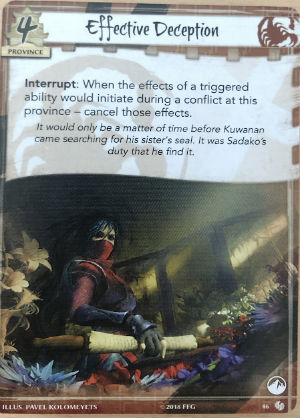 4
Effective Deception
PROVINCE
Interrupt: When the effects of a triggered
ability would initiate during a conflict at this
province – cancel those effects.
It would only be a matter of time before Kuwanan
came searching for his sister's seal. It was Sadako's
duty that he find it.
ILLUS. PAVEL KOLOMEYETS
©2018 FFG
46